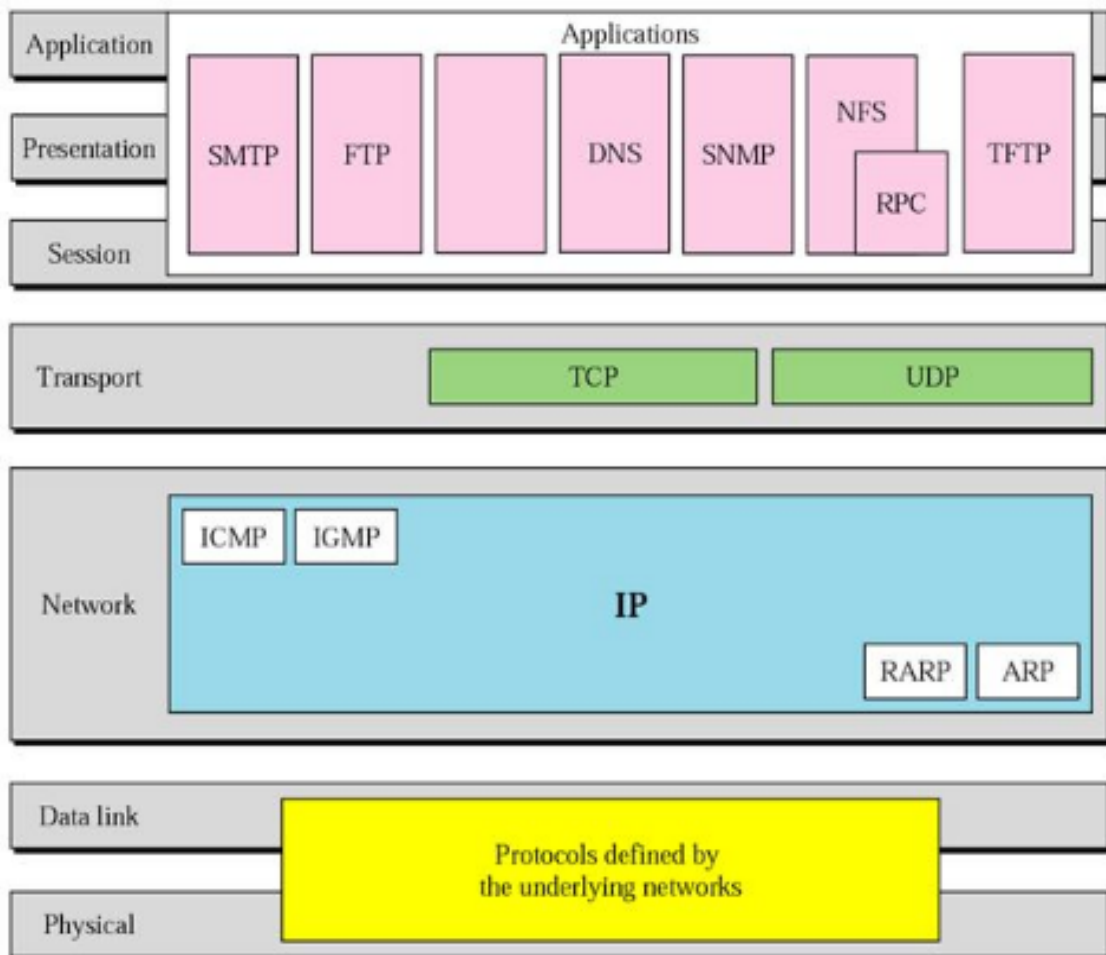 Application
Applications
Presentation
SMTP
FTP
DNS
SNMP
NFS
RPC
TFTP
Session
Transport
TCP
UDP
Network
ICMP
IGMP
IP
RARP
ARP
Data link
Protocols defined by
the underlying networks
Physical